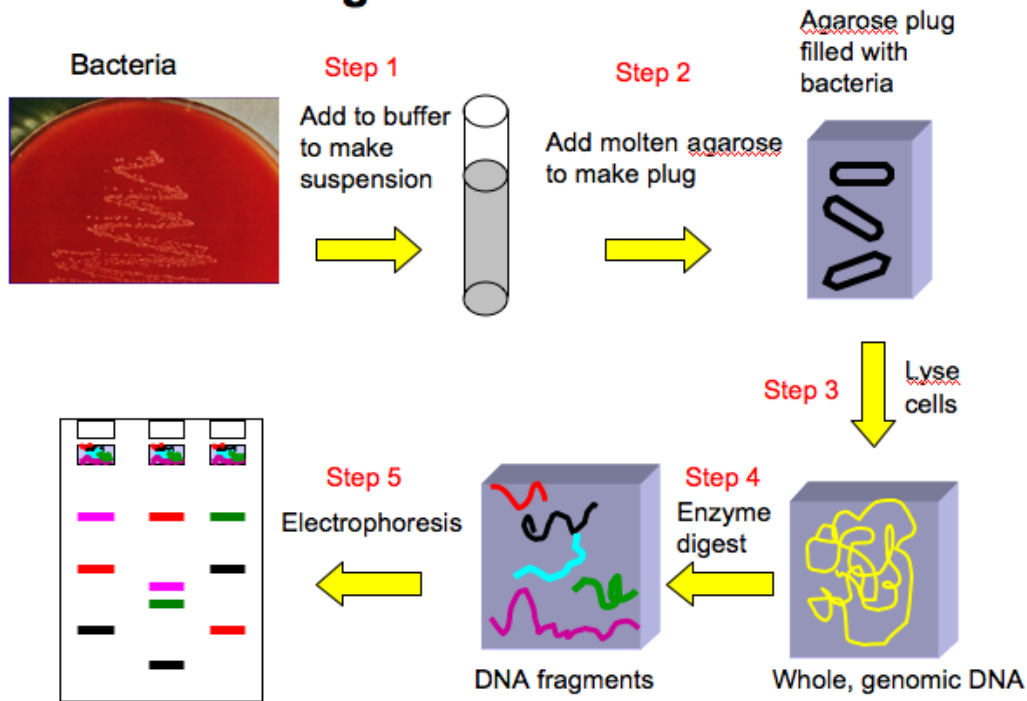 Bacteria
Step 1
Add to buffer
to make
suspension
Step 2
Add molten agarose
to make plug
Agarose plug
filled with
bacteria
Step 3
Lyse
cells
Whole, genomic DNA
Step 4
Enzyme
digest
DNA fragments
Step 5
Electrophoresis